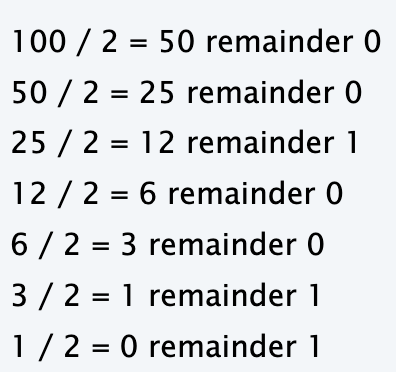 100 / 2 = 50 remainder 0
50 / 2 = 25 remainder 0
25 / 2 = 12 remainder 1
12 / 2 = 6 remainder 0
6 / 2 = 3 remainder 0
3 / 2 = 1 remainder 1
1 / 2 = 0 remainder 1